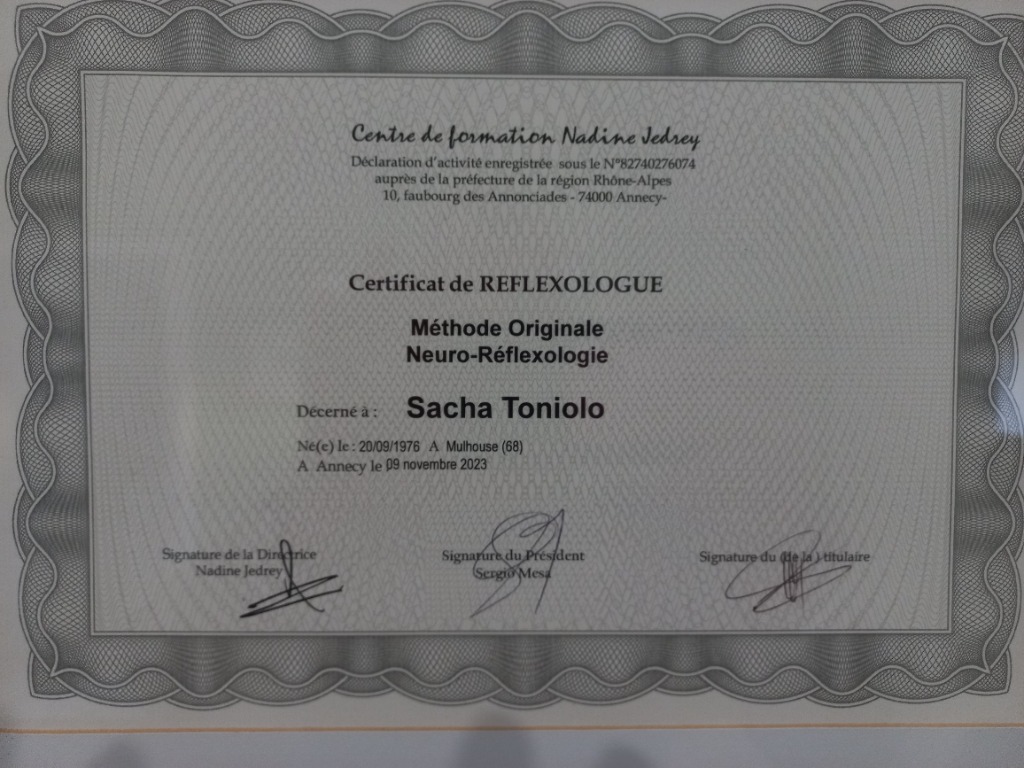 Centre de formation Nadine Jedrey
Déclaration d'activité enregistrée sous le N°82740276074
auprès de la préfecture de la région Rhône-Alpes
10, faubourg des Annonciades - 74000 Annecy-
Certificat de REFLEXOLOGUE
Méthode Originale
Neuro-Réflexologie
Décerné à : Sacha Toniolo
Né(e) le : 20/09/1976 A Mulhouse (68)
A Annecy le 09 novembre 2023
Signature de la Directrice
Nadine Jedrey
Signature du Président
Sergio Mesa
Signature du (de la ) titulaire